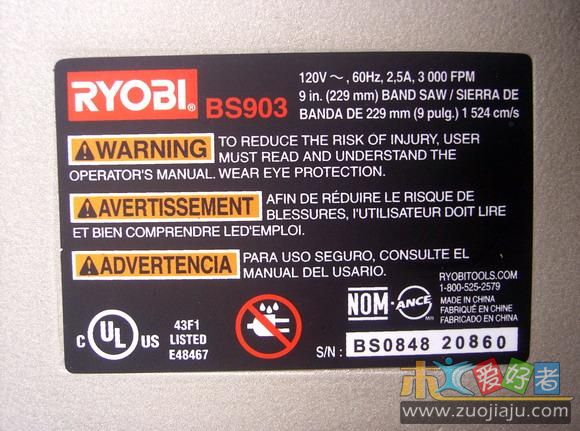 RYOBI® BS903
120V ～, 60Hz, 2,5A, 3 000 FPM
9 in. (229 mm) BAND SAW / SIERRA DE
BANDA DE 229 mm (9 pulg.) 1 524 cm/s
WARNING TO REDUCE THE RISK OF INJURY, USER
MUST READ AND UNDERSTAND THE
OPERATOR'S MANUAL. WEAR EYE PROTECTION.
AVERTISSEMENT AFIN DE RÉDUIRE LE RISQUE DE
BLESSURES, I'UTILISATEUR DOIT LIRE
ET BIEN COMPRENDRE LED'EMPLOI.
ADVERTENCIA PARA USO SEGURO, CONSULTE EL
MANUAL DEL USARIO.
C UL US
43F1
LISTED
E48467
NOM-ANCE
RYOBITOOLS.COM
1-800-525-2579
MADE IN CHINA
FABRIQUÉ EN CHINE
FABRICADO EN CHINA
S/N : BS0848 20860
木工爱好者
www.zuojiaju.com